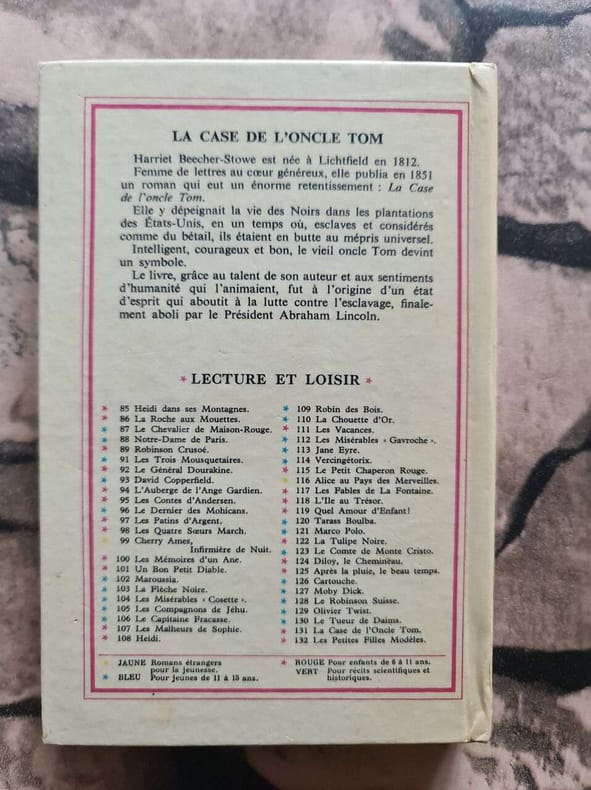 LA CASE DE L'ONCLE TOM
Harriet Beecher-Stowe est née à Lichtfield en 1812.
Femme de lettres au cœur généreux, elle publia en 1851
un roman qui eut un énorme retentissement : La Case
de l'oncle Tom.
Elle y dépeignait la vie des Noirs dans les plantations
des États-Unis, en un temps où, esclaves et considérés
comme du bétail, ils étaient en butte au mépris universel.
Intelligent, courageux et bon, le vieil oncle Tom devint
un symbole.
Le livre, grâce au talent de son auteur et aux sentiments
d'humanité qui l'animaient, fut à l'origine d'un état
d'esprit qui aboutit à la lutte contre l'esclavage, finale-
ment aboli par le Président Abraham Lincoln.
* LECTURE ET LOISIR *
* 85 Heidi dans ses Montagnes.
* 86 La Roche aux Mouettes.
* 87 Le Chevalier de Maison-Rouge.
* 88 Notre-Dame de Paris.
* 89 Robinson Crusoé.
* 91 Les Trois Mousquetaires.
* 92 Le Général Dourakine.
* 93 David Copperfield.
* 94 L'Auberge de l'Ange Gardien.
* 95 Les Contes d'Andersen.
* 96 Le Dernier des Mohicans.
* 97 Les Patins d'Argent.
* 98 Les Quatre Sœurs March.
* 99 Cherry Ames,
Infirmière de Nuit.
* 100 Les Mémoires d'un Ane.
* 101 Un Bon Petit Diable.
* 102 Maroussia.
* 103 La Flèche Noire.
* 104 Les Misérables « Cosette ».
* 105 Les Compagnons de Jéhu.
* 106 Le Capitaine Fracasse.
* 107 Les Malheurs de Sophie.
* 108 Heidi.
* 109 Robin des Bois.
* 110 La Chouette d'Or.
* 111 Les Vacances.
* 112 Les Misérables « Gavroche ».
* 113 Jane Eyre.
* 114 Vercingétorix.
* 115 Le Petit Chaperon Rouge.
* 116 Alice au Pays des Merveilles.
* 117 Les Fables de La Fontaine.
* 118 L'Ile au Trésor.
* 119 Quel Amour d'Enfant!
* 120 Tarass Boulba.
* 121 Marco Polo.
* 122 La Tulipe Noire.
* 123 Le Comte de Monte Cristo.
* 124 Diloy, le Chemineau.
* 125 Après la pluie, le beau temps.
* 126 Cartouche.
* 127 Moby Dick.
* 128 Le Robinson Suisse.
* 129 Olivier Twist.
* 130 Le Tueur de Daims.
* 131 La Case de l'Oncle Tom.
* 132 Les Petites Filles Modèles.
* JAUNE Romans étrangers
pour la jeunesse.
* BLEU Pour jeunes de 11 à 15 ans.
* ROUGE Pour enfants de 6 à 11 ans.
VERT Pour récits scientifiques et
historiques.